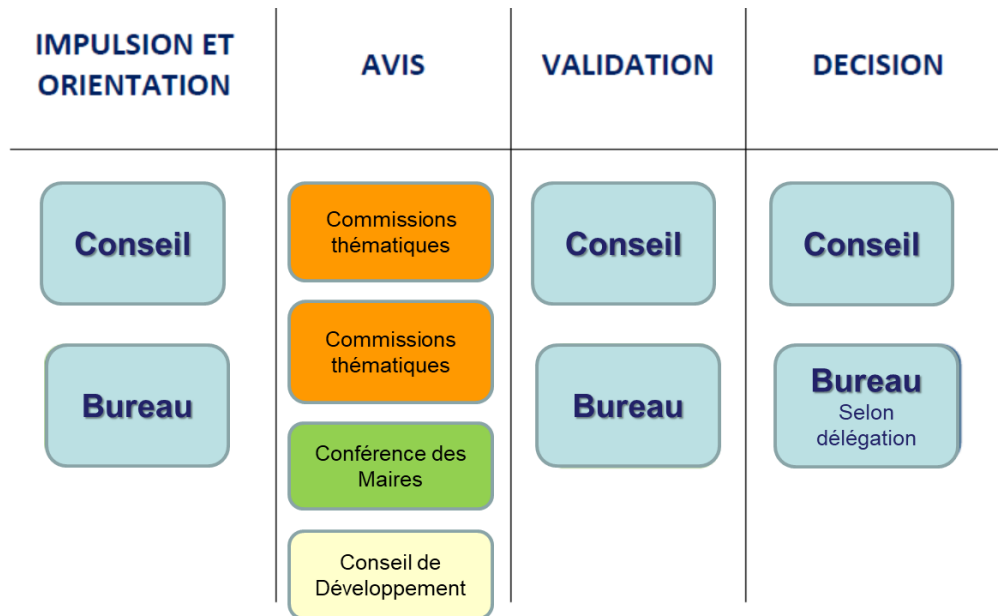 IMPULSION ET
ORIENTATION
AVIS
VALIDATION
DECISION
Conseil
Bureau
Commissions
thématiques
Commissions
thématiques
Conférence des
Maires
Conseil de
Développement
Conseil
Bureau
Conseil
Bureau
Selon
délégation